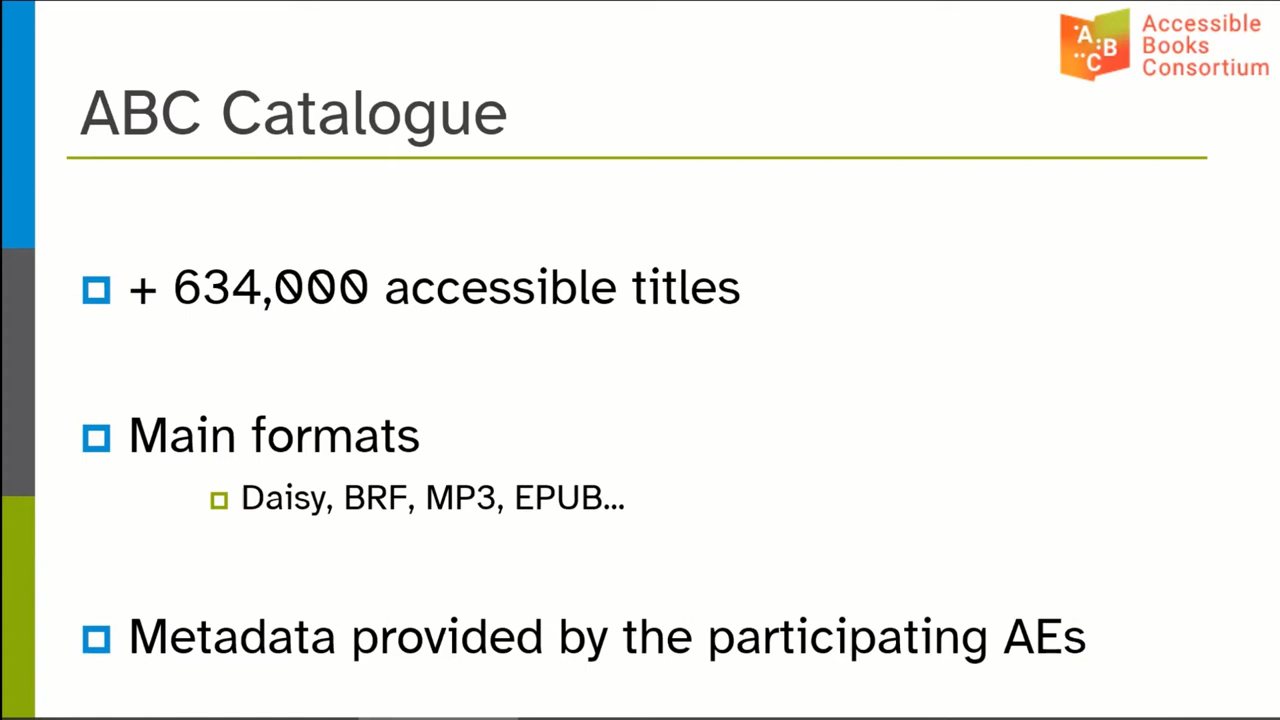 Accessible
Books
Consortium
A
B
C
ABC Catalogue
+ 634,000 accessible titles
Main formats
Daisy, BRF, MP3, EPUB...
Metadata provided by the participating AEs